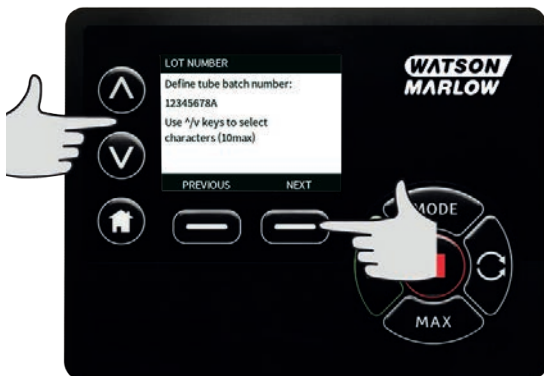 LOT NUMBER
Define tube batch number:
12345678A
Use ^/v keys to select
characters (10max)
PREVIOUS NEXT
WATSON
MARLOW
MODE
MAX